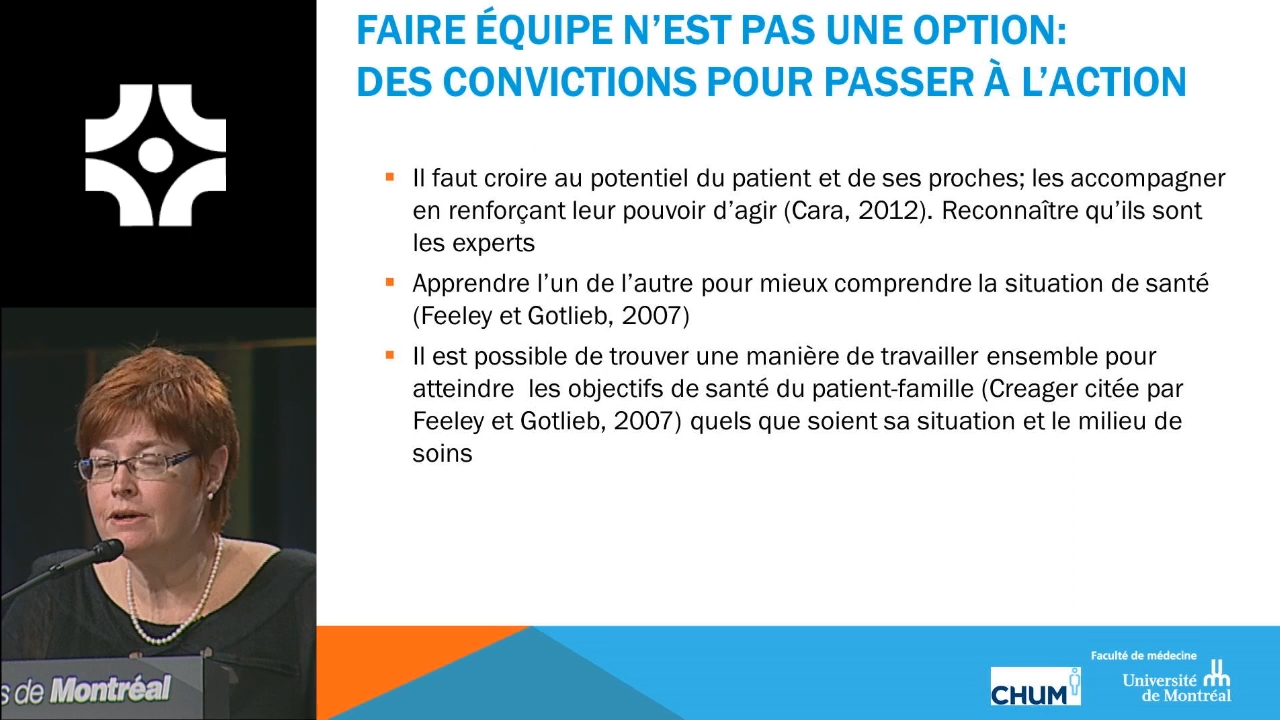 FAIRE ÉQUIPE N’EST PAS UNE OPTION:
DES CONVICTIONS POUR PASSER À L’ACTION
▪ Il faut croire au potentiel du patient et de ses proches; les accompagner
en renforçant leur pouvoir d’agir (Cara, 2012). Reconnaître qu’ils sont
les experts
▪ Apprendre l’un de l’autre pour mieux comprendre la situation de santé
(Feeley et Gotlieb, 2007)
▪ Il est possible de trouver une manière de travailler ensemble pour
atteindre les objectifs de santé du patient-famille (Creager citée par
Feeley et Gotlieb, 2007) quels que soient sa situation et le milieu de
soins
s de Montréal
CHUM
Faculté de médecine
Université
de Montréal